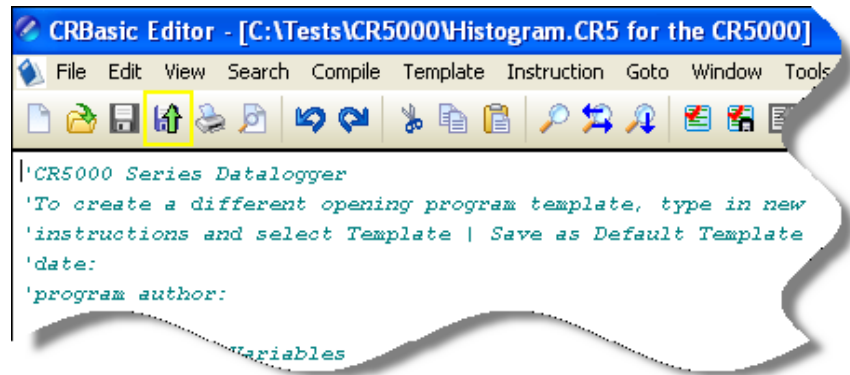 CRBasic Editor - [C:\Tests\CR5000\Histogram.CR5 for the CR5000]
File Edit View Search Compile Template Instruction Goto Window Tools
'CR5000 Series Datalogger
'To create a different opening program template, type in new
'instructions and select Template | Save as Default Template
'date:
'program author:
Variables